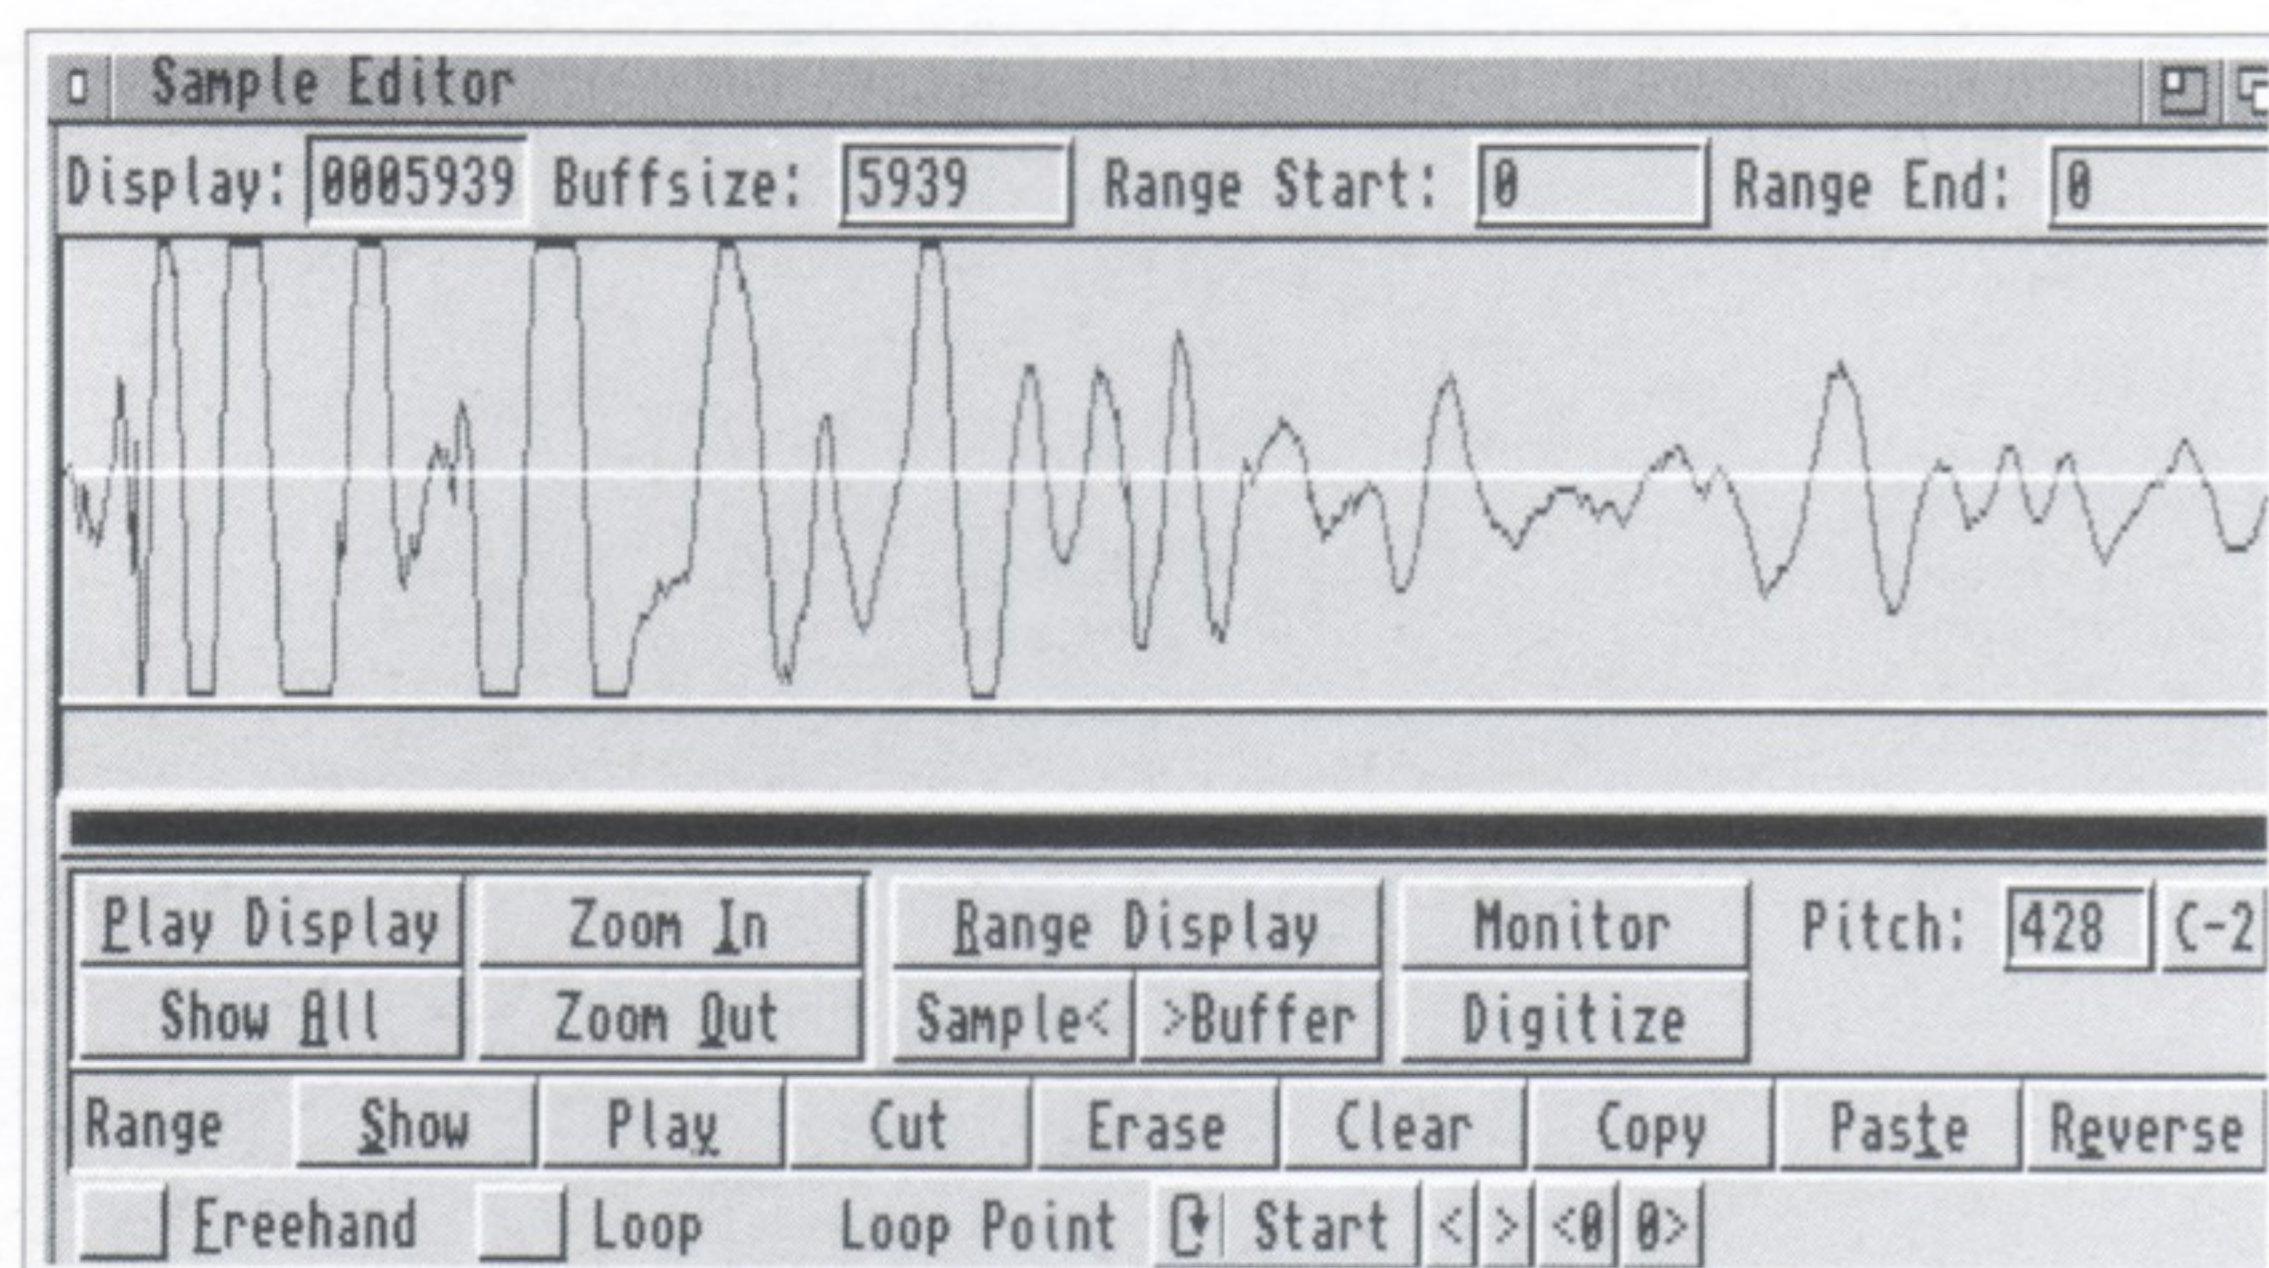 Sample Editor
Display: 0005939 Buffsize: 5939 Range Start: 0 Range End: 0
Play Display Zoom In Range Display Monitor Pitch: 428 C-2
Show All Zoom Out Sample< >Buffer Digitize
Range Show Play Cut Erase Clear Copy Paste Reverse
Freehand Loop Loop Point Start < > <0 0>